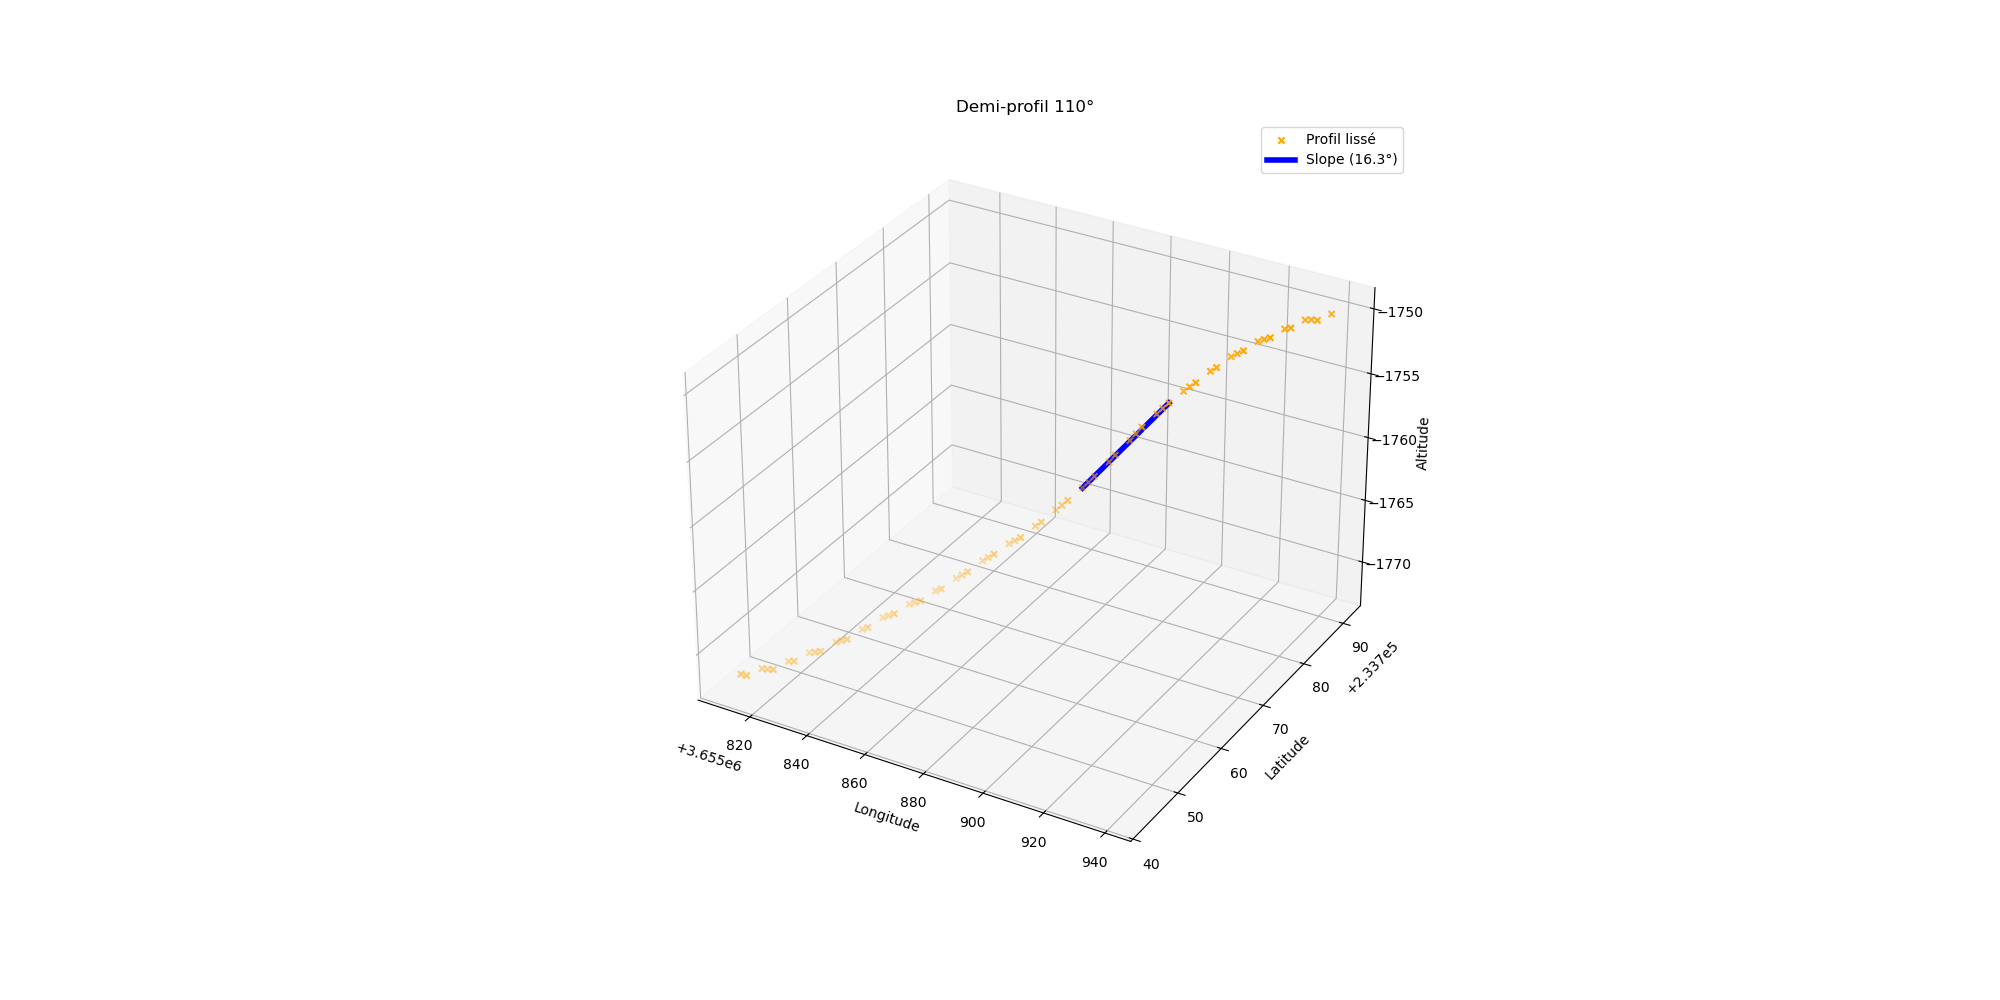 Demi-profil 110°
Profil lissé
Slope (16.3°)
−1750
−1755
−1760
−1765
−1770
Altitude
90
80
70
60
50
40
+2.337e5
Latitude
820
840
860
880
900
920
940
+3.655e6
Longitude